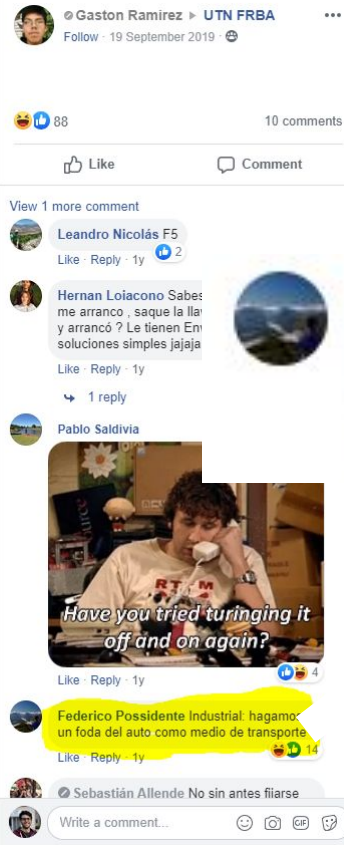 Gaston Ramirez ▸ UTN FRBA
Follow · 19 September 2019 ·
88
10 comments
Like
Comment
View 1 more comment
Leandro Nicolás F5
2
Like · Reply · 1y
Hernan Loiacono Sabes
me arranco , saque la
y arrancó ? Le tienen
soluciones simples jajaja
Like · Reply · 1y
1 reply
Pablo Saldivia
RT M
Have you tried turinging it
off and on again?
4
Like · Reply · 1y
Federico Possidente Industrial: hagamos
un foda del auto como medio de transporte
14
Like · Reply · 1y
Sebastián Allende No sin antes fijarse
Write a comment...
GIF